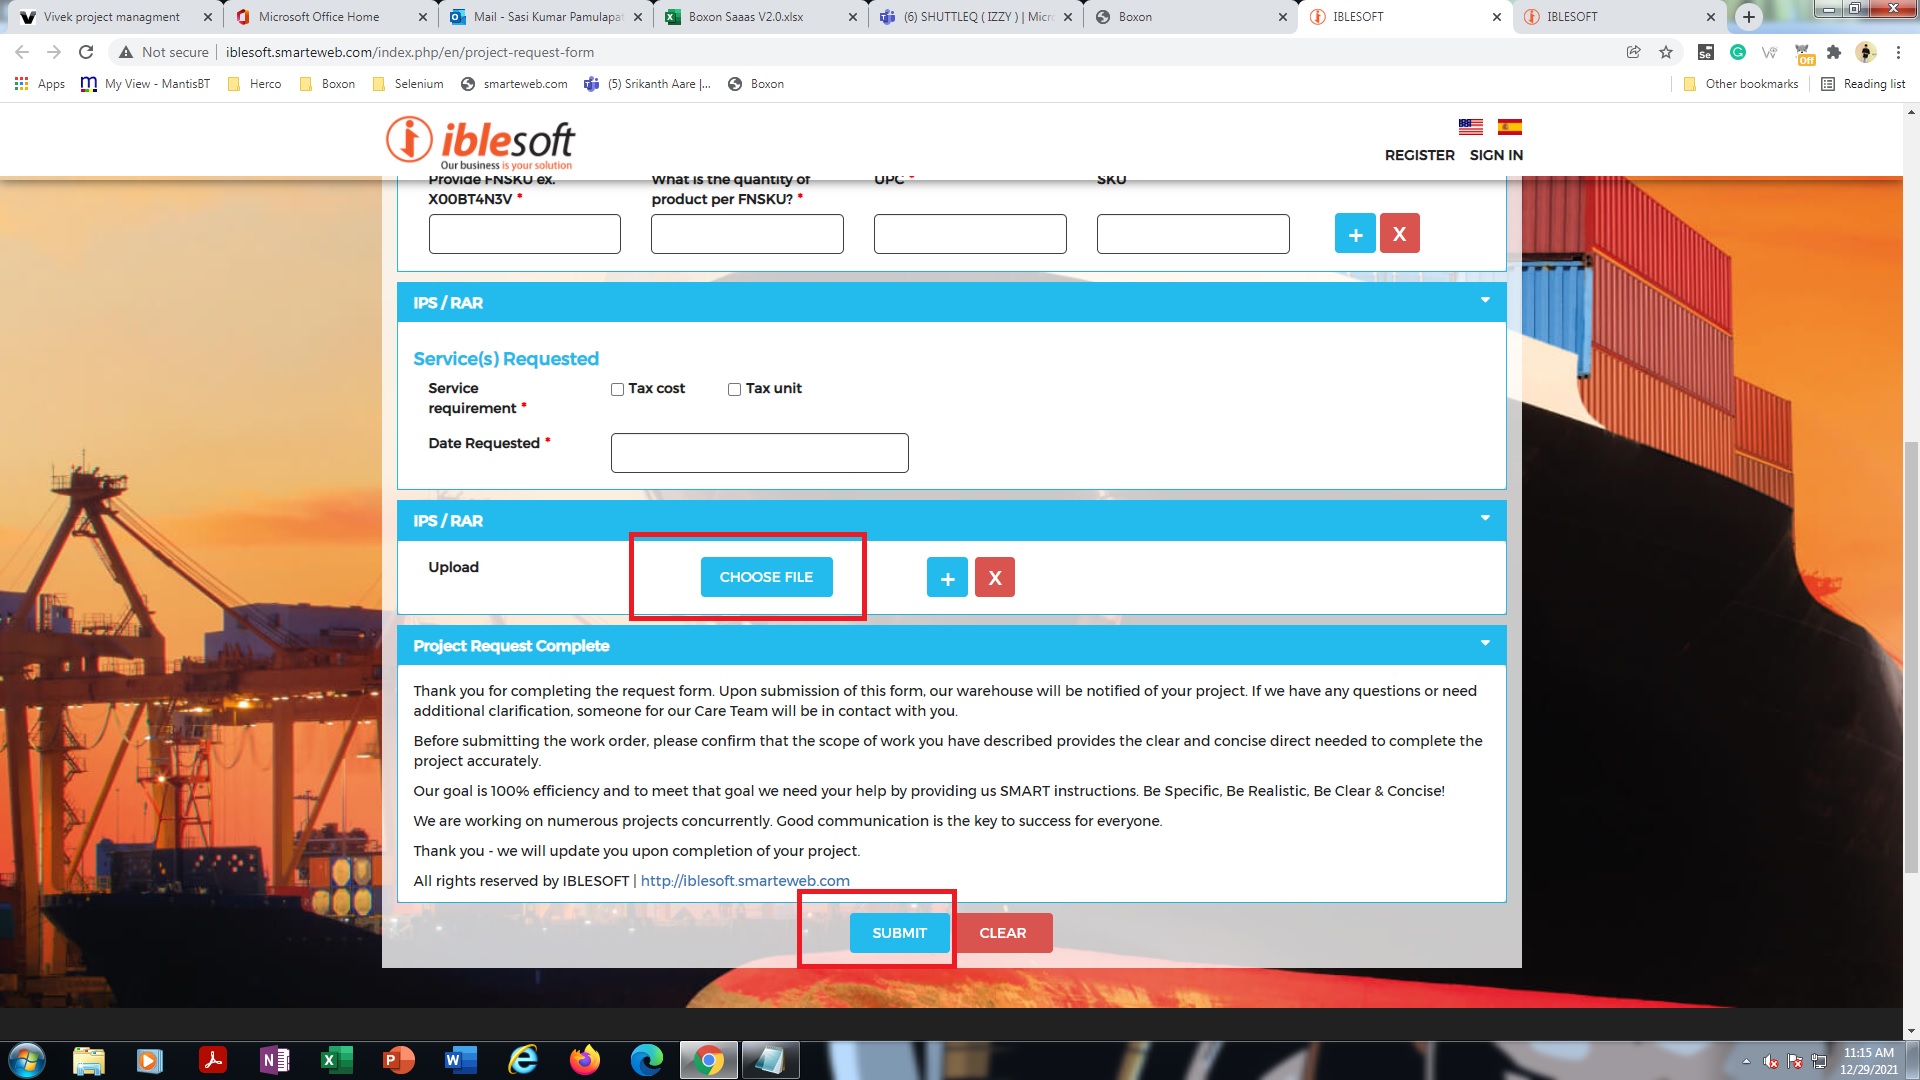 Vivek project managment
Microsoft Office Home
Mail - Sasi Kumar Pamulapat
Boxon Saaas V2.0.xlsx
(6) SHUTTLEQ ( IZZY ) | Micr
Boxon
IBLESOFT
IBLESOFT
Not secure
iblesoft.smarteweb.com/index.php/en/project-request-form
Off
Apps
My View - MantisBT
Herco
Boxon
Selenium
smarteweb.com
(5) Srikanth Aare |...
Boxon
Other bookmarks
Reading list
iblesoft
Our business is your solution
REGISTER
SIGN IN
Provide FNSKU ex.
X00BT4N3V *
What is the quantity of
product per FNSKU? *
UPC *
SKU
+
X
IPS / RAR
Service(s) Requested
Service
requirement *
Tax cost
Tax unit
Date Requested *
IPS / RAR
Upload
CHOOSE FILE
+
X
Project Request Complete
Thank you for completing the request form. Upon submission of this form, our warehouse will be notified of your project. If we have any questions or need
additional clarification, someone for our Care Team will be in contact with you.
Before submitting the work order, please confirm that the scope of work you have described provides the clear and concise direct needed to complete the
project accurately.
Our goal is 100% efficiency and to meet that goal we need your help by providing us SMART instructions. Be Specific, Be Realistic, Be Clear & Concise!
We are working on numerous projects concurrently. Good communication is the key to success for everyone.
Thank you - we will update you upon completion of your project.
All rights reserved by IBLESOFT | http://iblesoft.smarteweb.com
SUBMIT
CLEAR
11:15 AM
12/29/2021